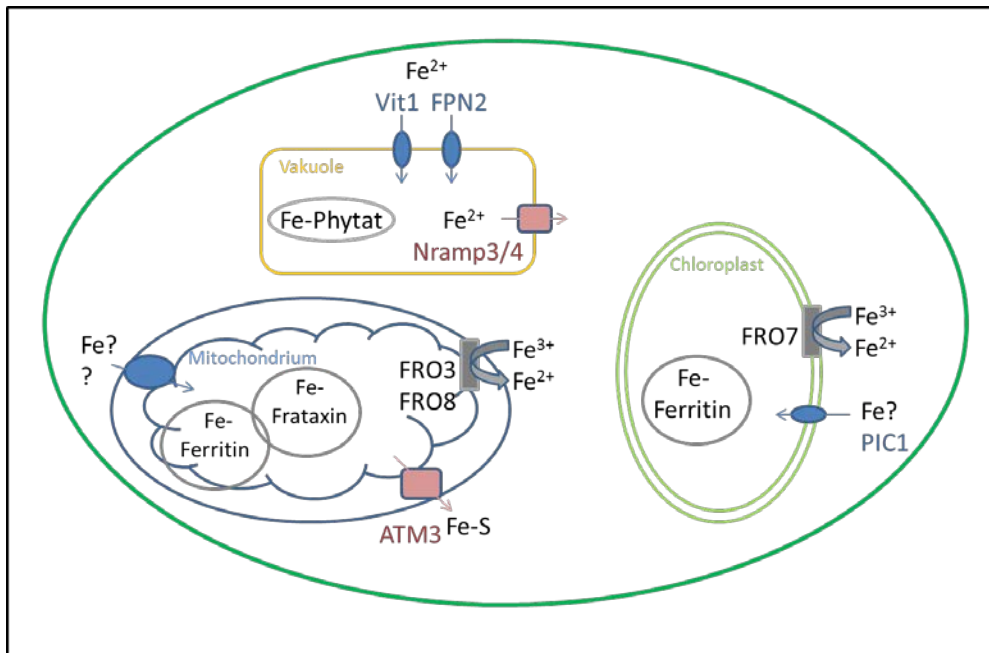 Fe²⁺
Vit1 FPN2
Vakuole
Fe-Phytat
Fe²⁺
Nramp3/4
Chloroplast
FRO7
Fe³⁺
Fe²⁺
Fe-
Ferritin
Fe?
PIC1
Fe?
?
Mitochondrium
FRO3
FRO8
Fe³⁺
Fe²⁺
Fe-
Frataxin
Fe-
Ferritin
ATM3
Fe-S